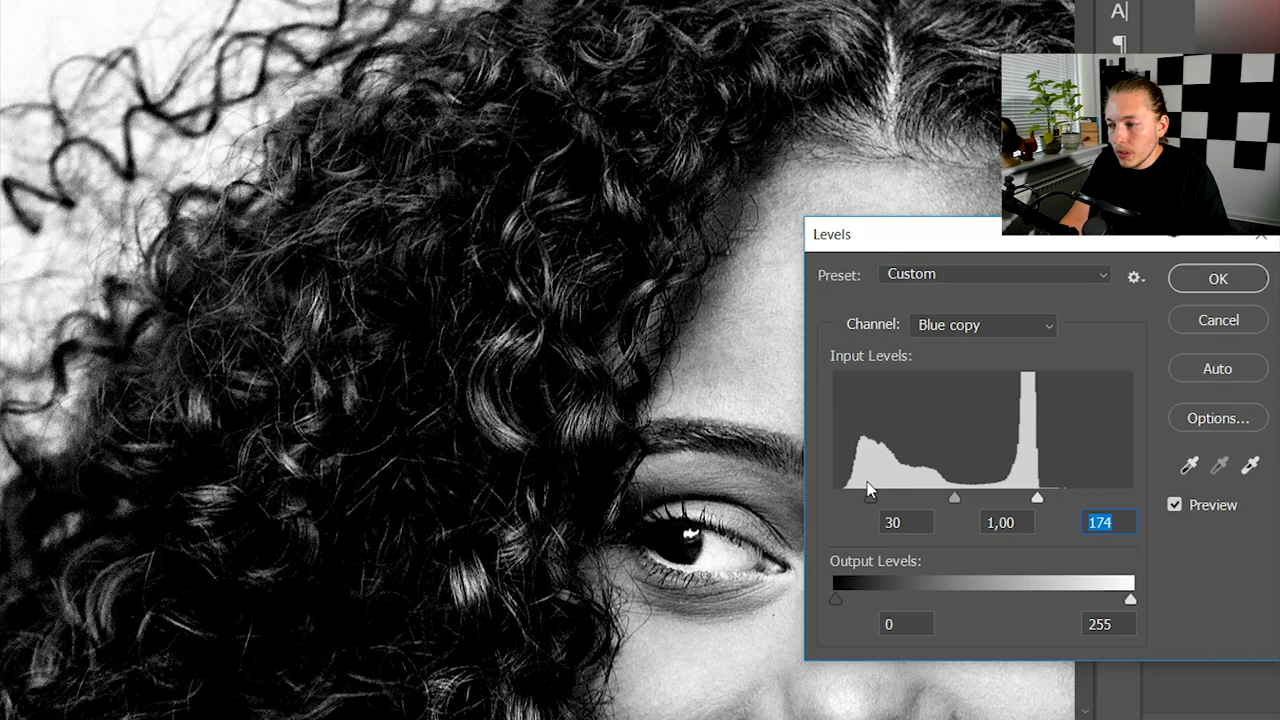 A|
¶
Levels
Preset: Custom
OK
Channel: Blue copy
Cancel
Input Levels:
Auto
Options...
30 1,00 174
Preview
Output Levels:
0 255